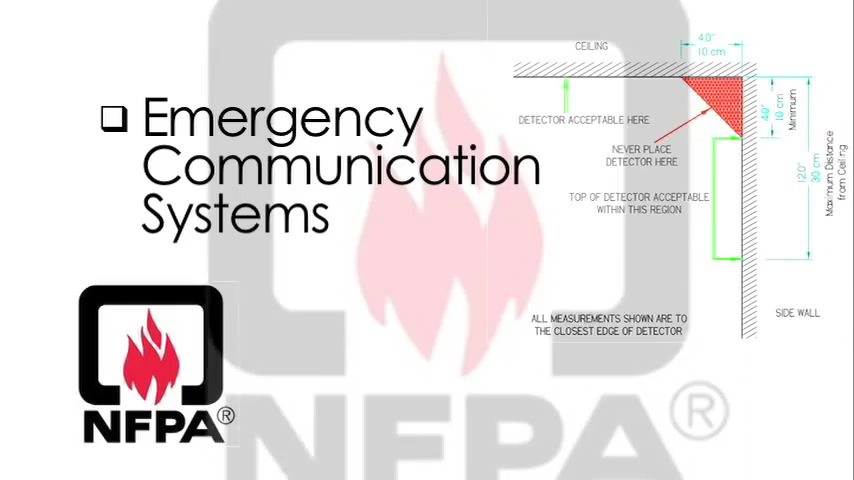 Emergency
Communication
Systems
NFPA®
CEILING
4.0"
10 cm
DETECTOR ACCEPTABLE HERE
NEVER PLACE
DETECTOR HERE
TOP OF DETECTOR ACCEPTABLE
WITHIN THIS REGION
4.0"
10 cm
Minimum
12.0"
30 cm
Maximum Distance
from Ceiling
SIDE WALL
ALL MEASUREMENTS SHOWN ARE TO
THE CLOSEST EDGE OF DETECTOR
NFPA®